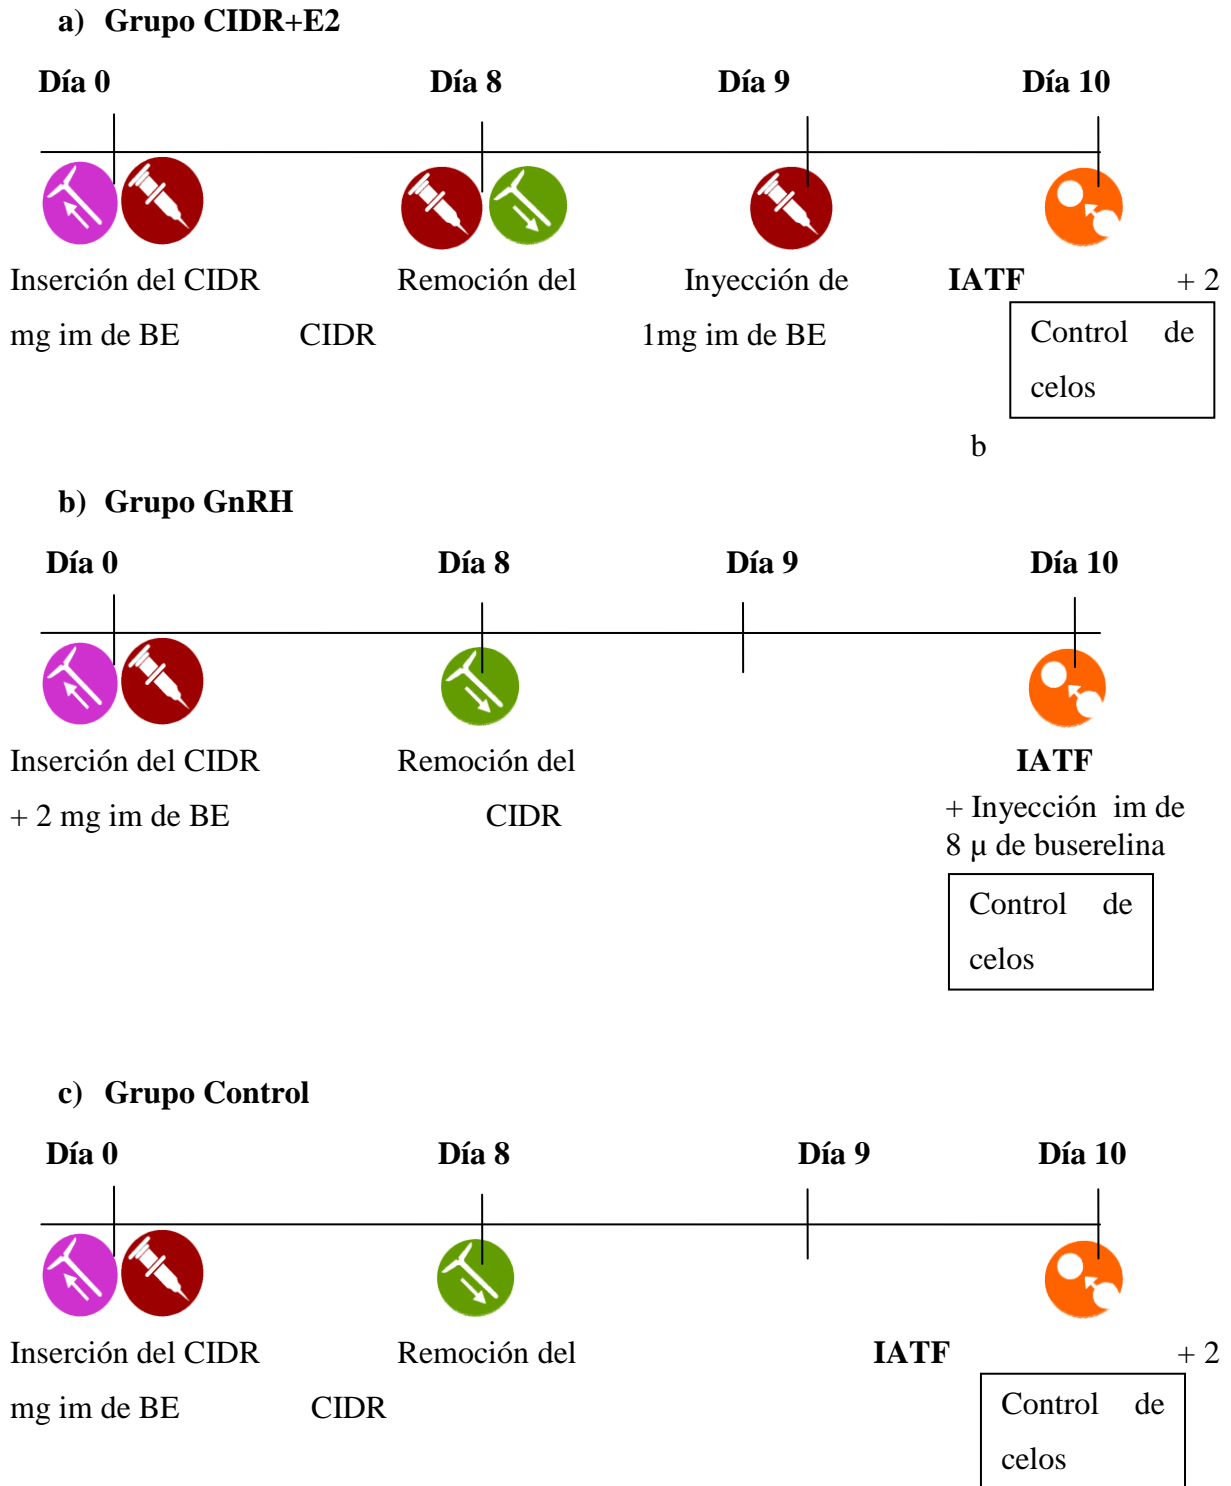 a) Grupo CIDR+E2
Día 0 Día 8 Día 9 Día 10
Inserción del CIDR Remoción del Inyección de IATF + 2
mg im de BE CIDR 1mg im de BE
Control de
celos
b
b) Grupo GnRH
Día 0 Día 8 Día 9 Día 10
Inserción del CIDR Remoción del IATF
+ 2 mg im de BE CIDR + Inyección im de
8 µ de buserelina
Control de
celos
c) Grupo Control
Día 0 Día 8 Día 9 Día 10
Inserción del CIDR Remoción del IATF + 2
mg im de BE CIDR
Control de
celos